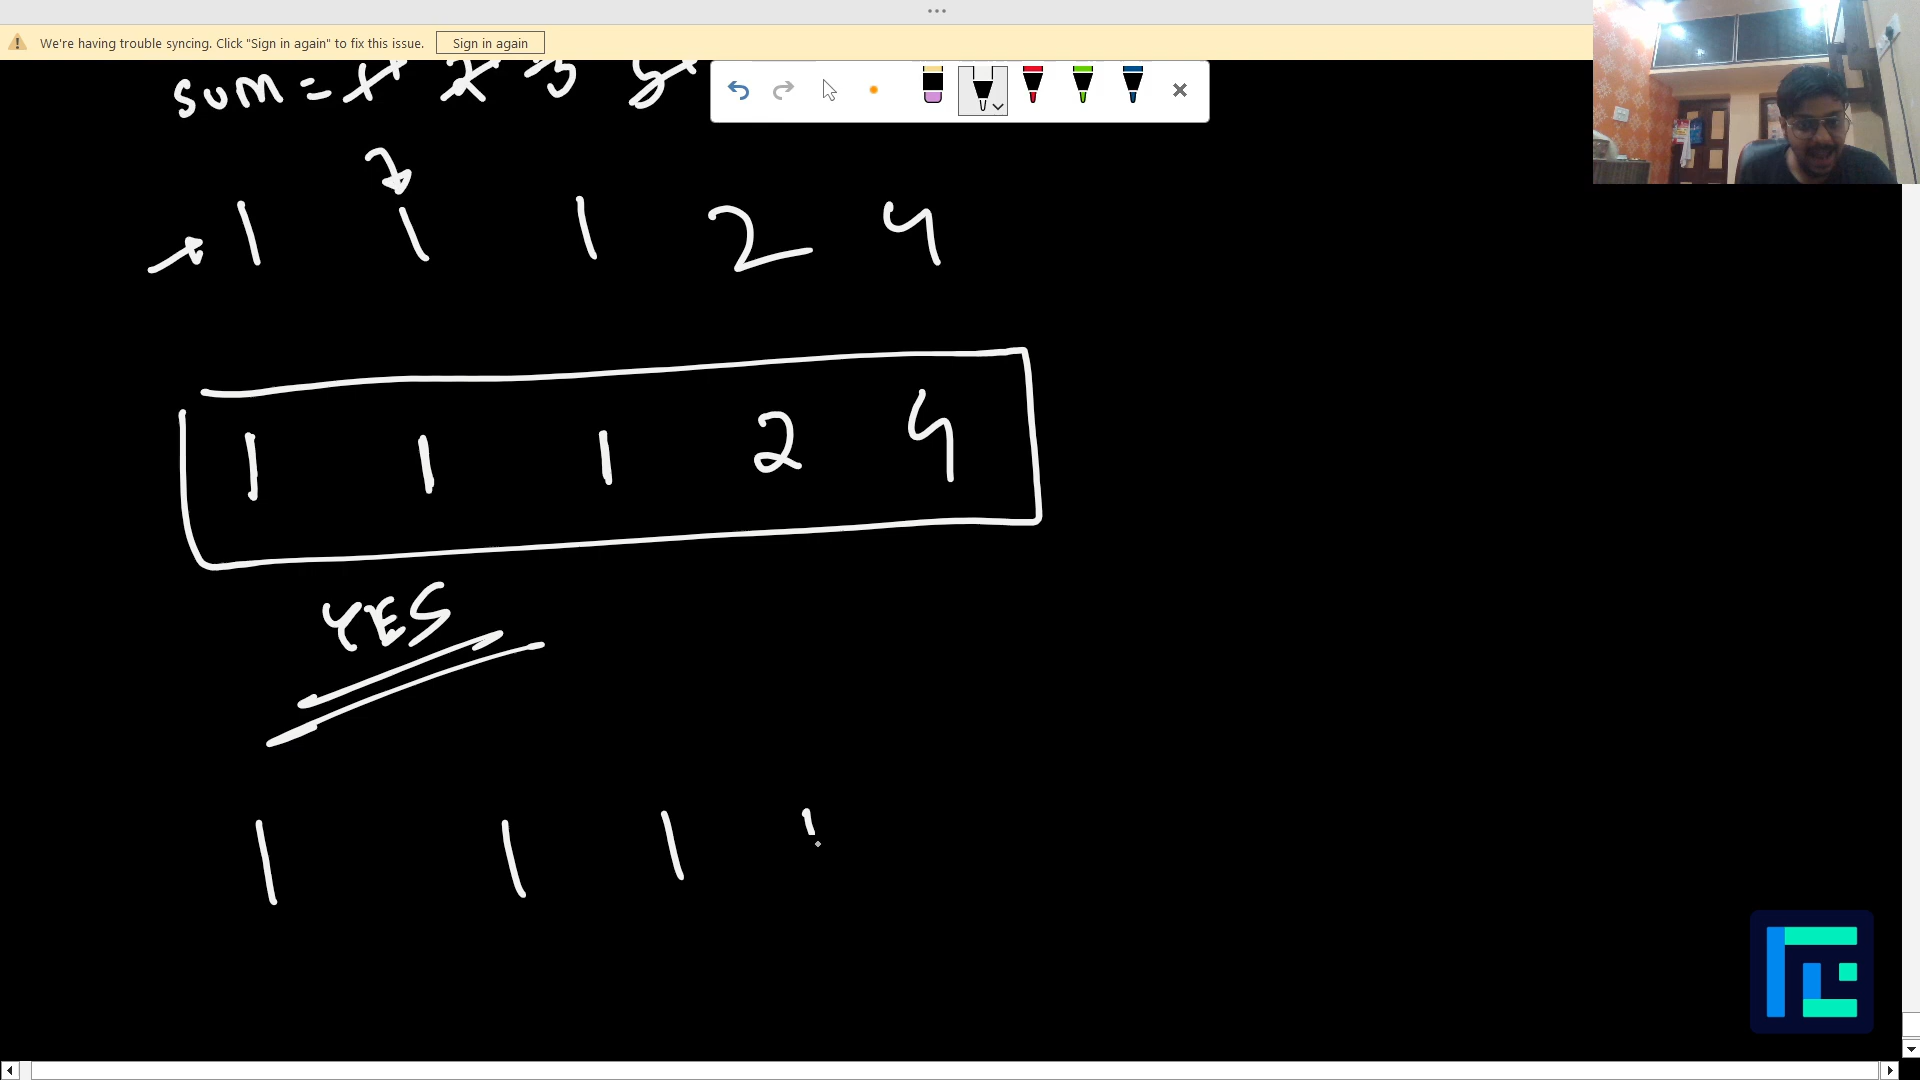 We're having trouble syncing. Click "Sign in again" to fix this issue. Sign in again
sum = 1 2 3 5
1 1 1 2 4
1 1 1 2 4
YES
1 1 1